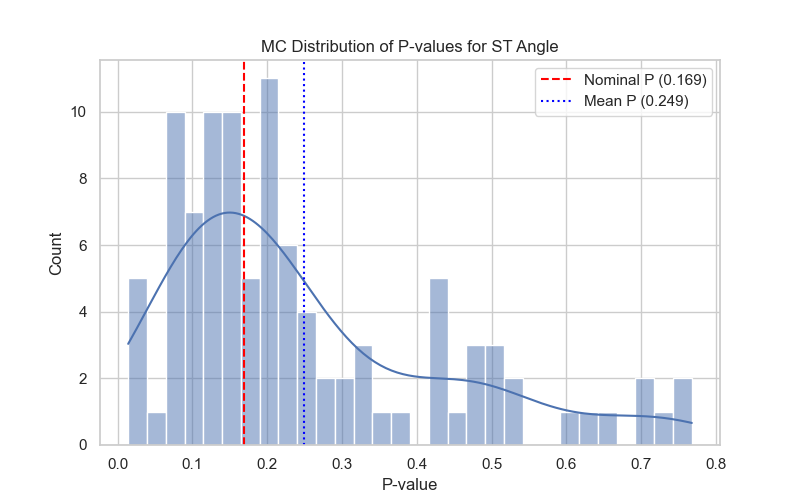 MC Distribution of P-values for ST Angle
Nominal P (0.169)
Mean P (0.249)
Count
10
8
6
4
2
0
0.0 0.1 0.2 0.3 0.4 0.5 0.6 0.7 0.8
P-value